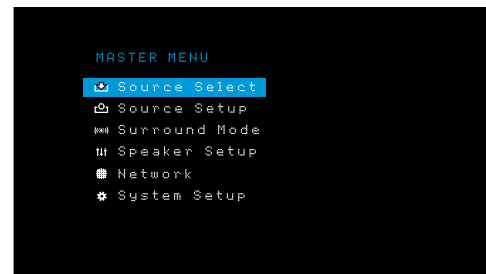 MASTER MENU
Source Select
Source Setup
Surround Mode
Speaker Setup
Network
System Setup